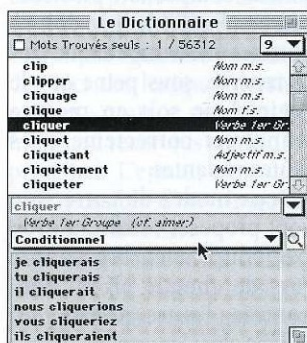 Le Dictionnaire
Mots Trouvés seuls : 1 / 56312 9
clip Nom m.s.
clipper Nom m.s.
cliquage Nom m.s.
clique Nom f.s.
cliquer Verbe 1er Gr.
cliquet Nom m.s.
cliquetant Adjectif m.s.
cliquètement Nom m.s.
cliqueter Verbe 1er Gr.
cliquer
Verbe 1er Groupe (cf. aimer)
Conditionnnel
je cliquerais
tu cliquerais
il cliquerait
nous cliquerions
vous cliqueriez
ils cliqueraient